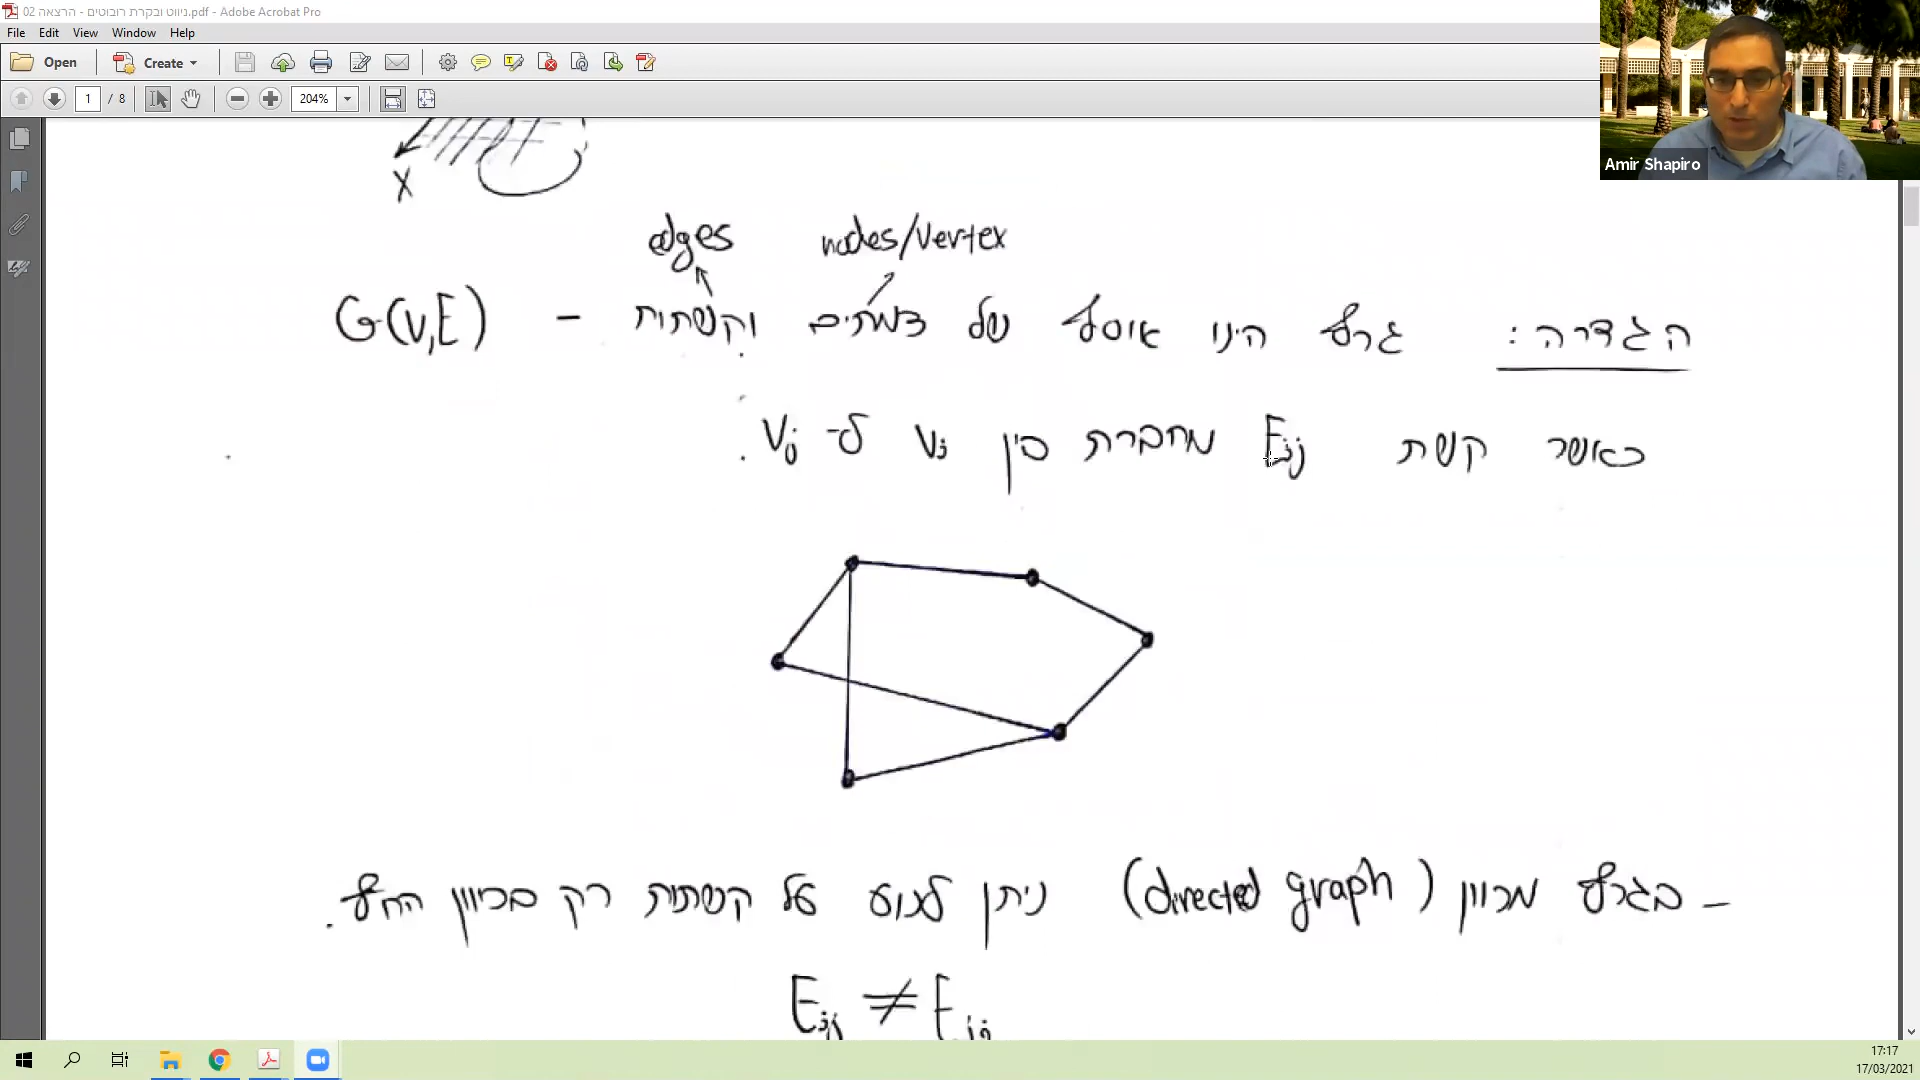 ניווט ובקרת רובוטים - הרצאה 02.pdf - Adobe Acrobat Pro
File Edit View Window Help
Open Create
1 / 8 204%
Amir Shapiro
X
edges nodes/vertex
הגדרה: גרף הינו אוסף של צמתים וקשתות - G(V,E)
כאשר קשת Eij מחברת בין Vi ל- Vj.
- בגרף מכוון (directed graph) ניתן לנוע על קשתות רק בכיוון החץ.
Eij ≠ Eji
17:17
17/03/2021